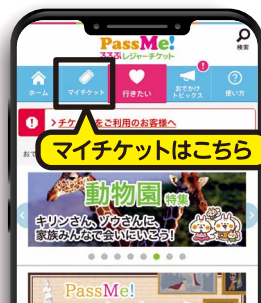 PassMe!
るるぶレジャーチケット
検索
ホーム
マイチケット
行きたい
おでかけ
トピックス
使い方
>チケ
をご利用のお客様へ
マイチケットはこちら
動物園 特集
キリンさん、ゾウさんに、
家族みんなで会いにいこう!
PassMe!